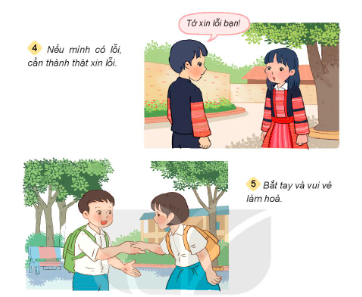 Tớ xin lỗi bạn!
4 Nếu mình có lỗi,
cần thành thật xin lỗi.
5 Bắt tay và vui vẻ
làm hoà.